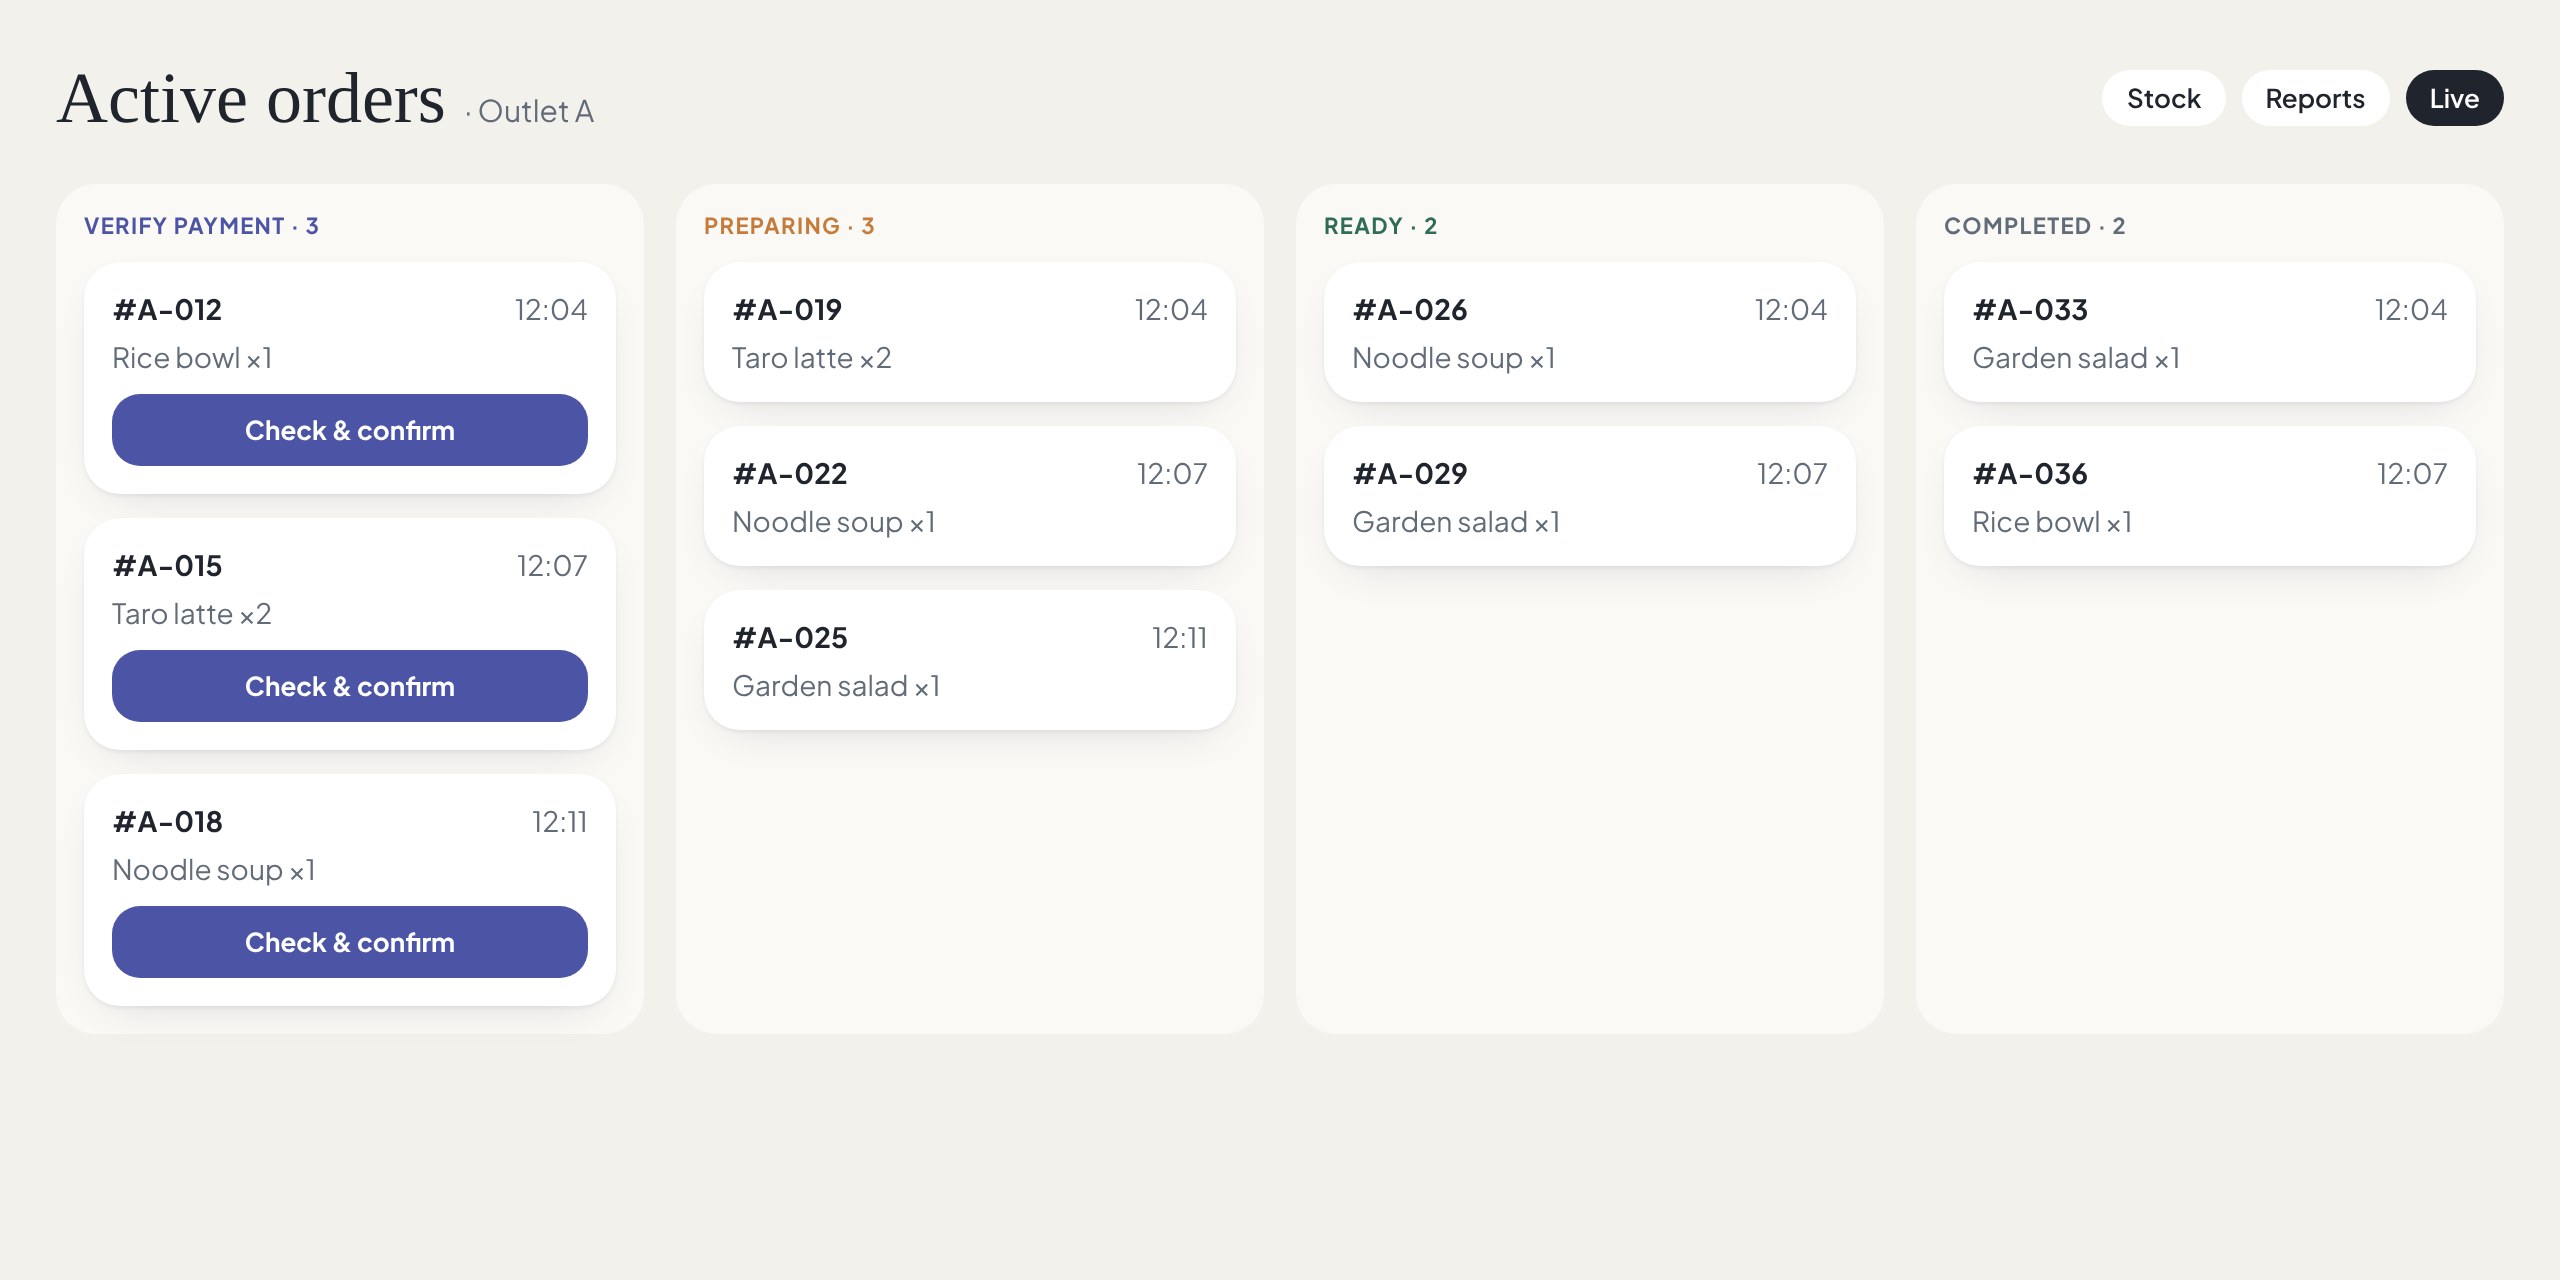 Active orders · Outlet A
Stock
Reports
Live
VERIFY PAYMENT · 3
#A-012 12:04
Rice bowl ×1
Check & confirm
#A-015 12:07
Taro latte ×2
Check & confirm
#A-018 12:11
Noodle soup ×1
Check & confirm
PREPARING · 3
#A-019 12:04
Taro latte ×2
#A-022 12:07
Noodle soup ×1
#A-025 12:11
Garden salad ×1
READY · 2
#A-026 12:04
Noodle soup ×1
#A-029 12:07
Garden salad ×1
COMPLETED · 2
#A-033 12:04
Garden salad ×1
#A-036 12:07
Rice bowl ×1